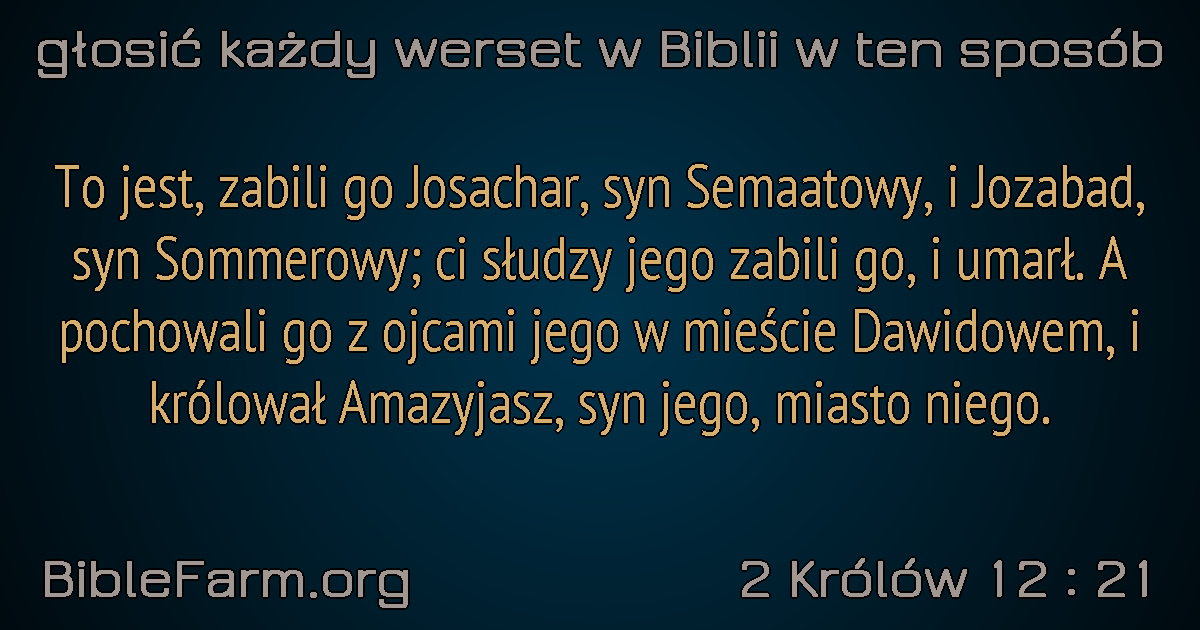 głosić każdy werset w Biblii w ten sposób
To jest, zabili go Josachar, syn Semaatowy, i Jozabad,
syn Sommerowy; ci słudzy jego zabili go, i umarł. A
pochowali go z ojcami jego w mieście Dawidowem, i
królował Amazyjasz, syn jego, miasto niego.
BibleFarm.org
2 Królów 12 : 21